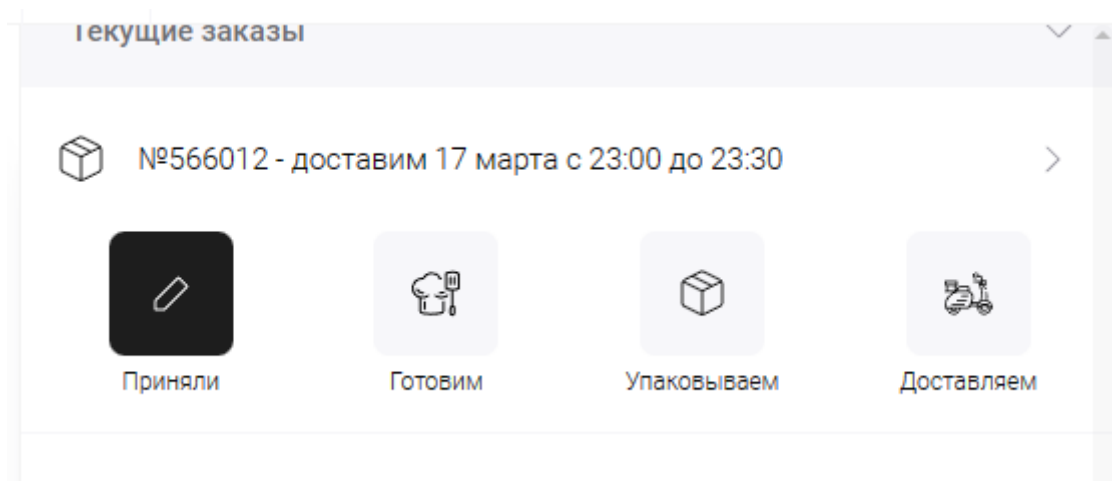 Текущие заказы
№566012 - доставим 17 марта с 23:00 до 23:30
Приняли
Готовим
Упаковываем
Доставляем